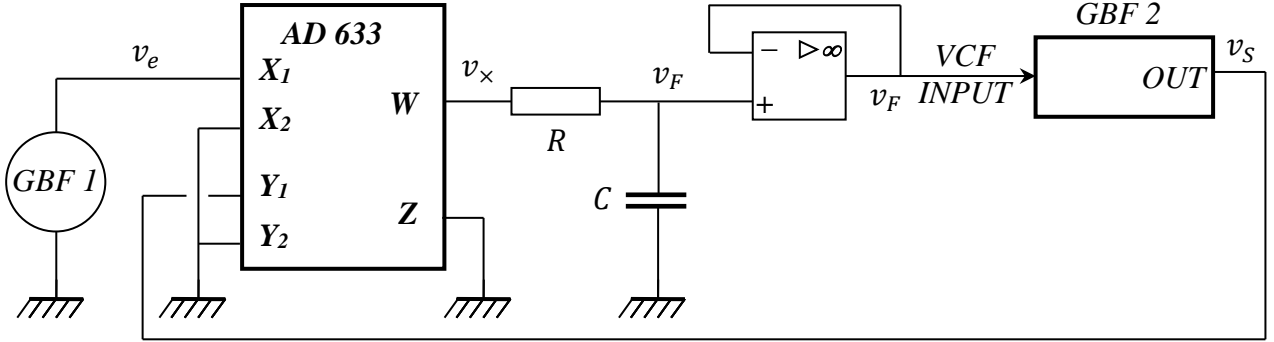 GBF 2
AD 633
v_e
X_1
v_×
v_F
− ▷∞
VCF
v_S
W
v_F
INPUT
OUT
X_2
+
R
GBF 1
Y_1
Z
C
Y_2